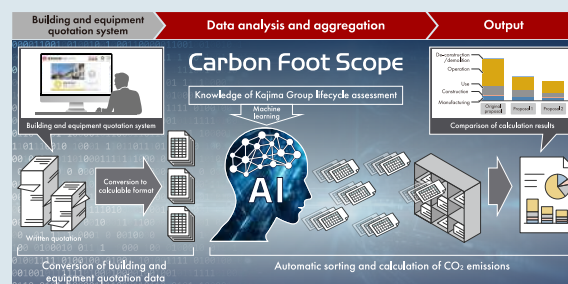 Building and equipment
quotation system
Data analysis and aggregation
Output
Carbon Foot Scope
Knowledge of Kajima Group lifecycle assessment
Machine
learning
Building and equipment quotation system
De-construction
/demolition
Operation
Use
Construction
Manufacturing
Original
proposal
Proposal 1
Proposal 2
Comparison of calculation results
Conversion to
calculable format
AI
Written quotation
Conversion of building and
equipment quotation data
Automatic sorting and calculation of CO₂ emissions